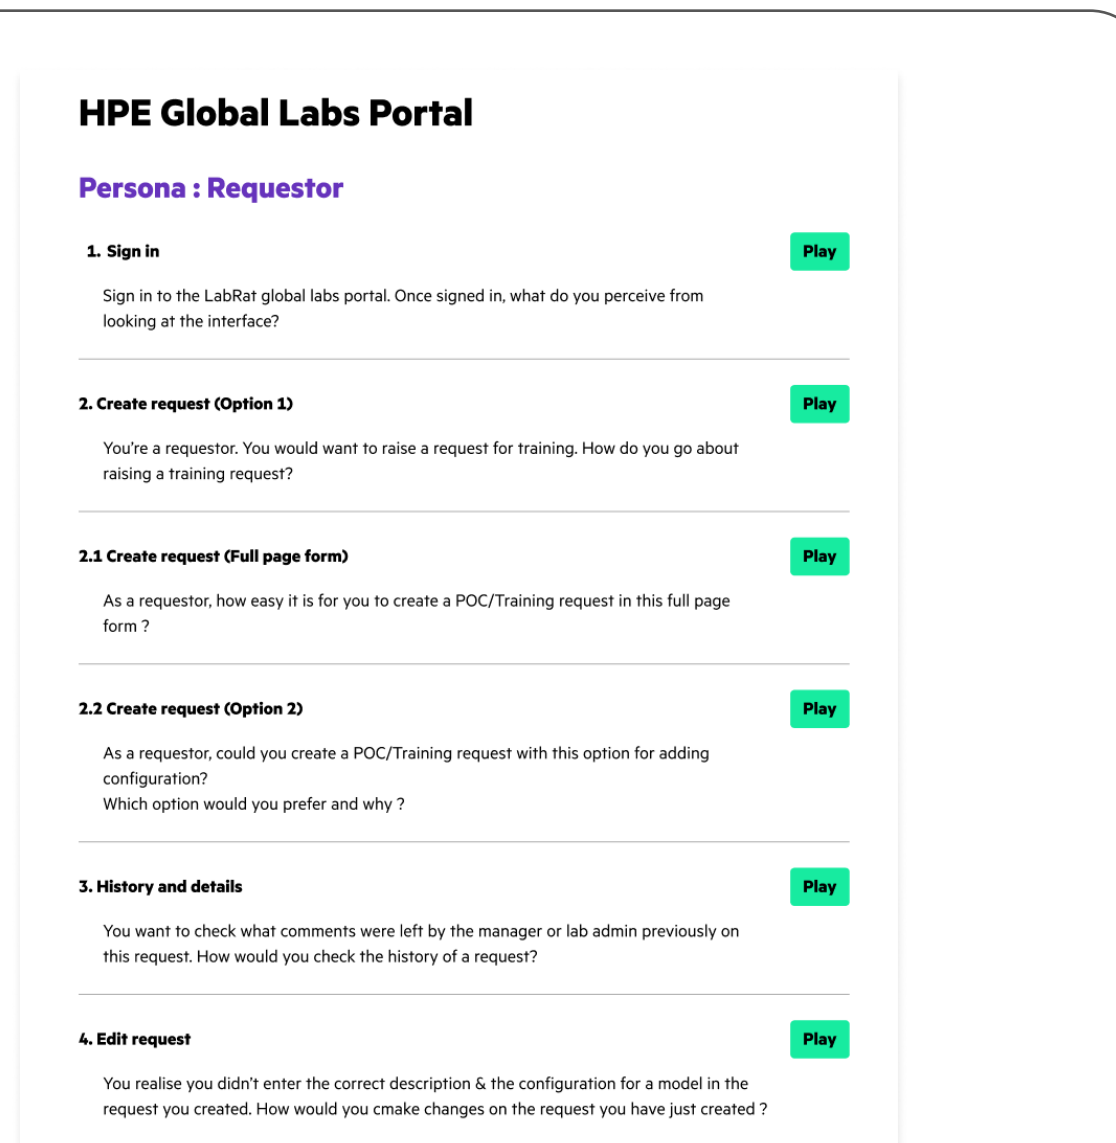 HPE Global Labs Portal
Persona : Requestor
1. Sign in
Play
Sign in to the LabRat global labs portal. Once signed in, what do you perceive from
looking at the interface?
2. Create request (Option 1)
Play
You're a requestor. You would want to raise a request for training. How do you go about
raising a training request?
2.1 Create request (Full page form)
Play
As a requestor, how easy it is for you to create a POC/Training request in this full page
form ?
2.2 Create request (Option 2)
Play
As a requestor, could you create a POC/Training request with this option for adding
configuration?
Which option would you prefer and why ?
3. History and details
Play
You want to check what comments were left by the manager or lab admin previously on
this request. How would you check the history of a request?
4. Edit request
Play
You realise you didn't enter the correct description & the configuration for a model in the
request you created. How would you cmake changes on the request you have just created ?